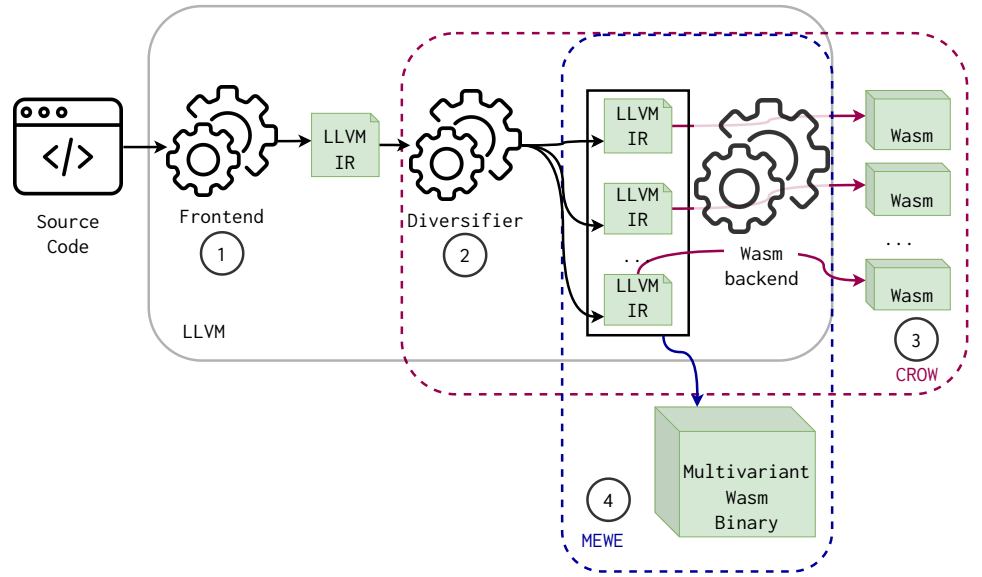 </>
Source
Code
Frontend
1
LLVM
LLVM
IR
Diversifier
2
LLVM
IR
LLVM
IR
...
LLVM
IR
Wasm
backend
Wasm
Wasm
...
Wasm
3
CROW
Multivariant
Wasm
Binary
4
MEWE